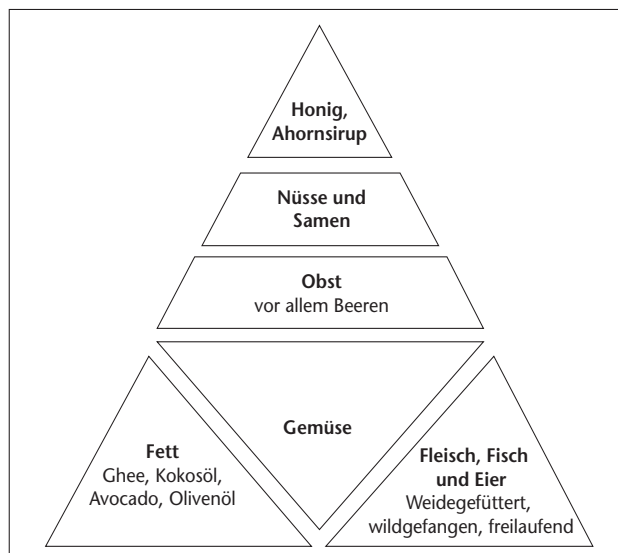 Honig,
Ahornsirup
Nüsse und
Samen
Obst
vor allem Beeren
Gemüse
Fett
Ghee, Kokosöl,
Avocado, Olivenöl
Fleisch, Fisch
und Eier
Weidegefüttert,
wildgefangen, freilaufend